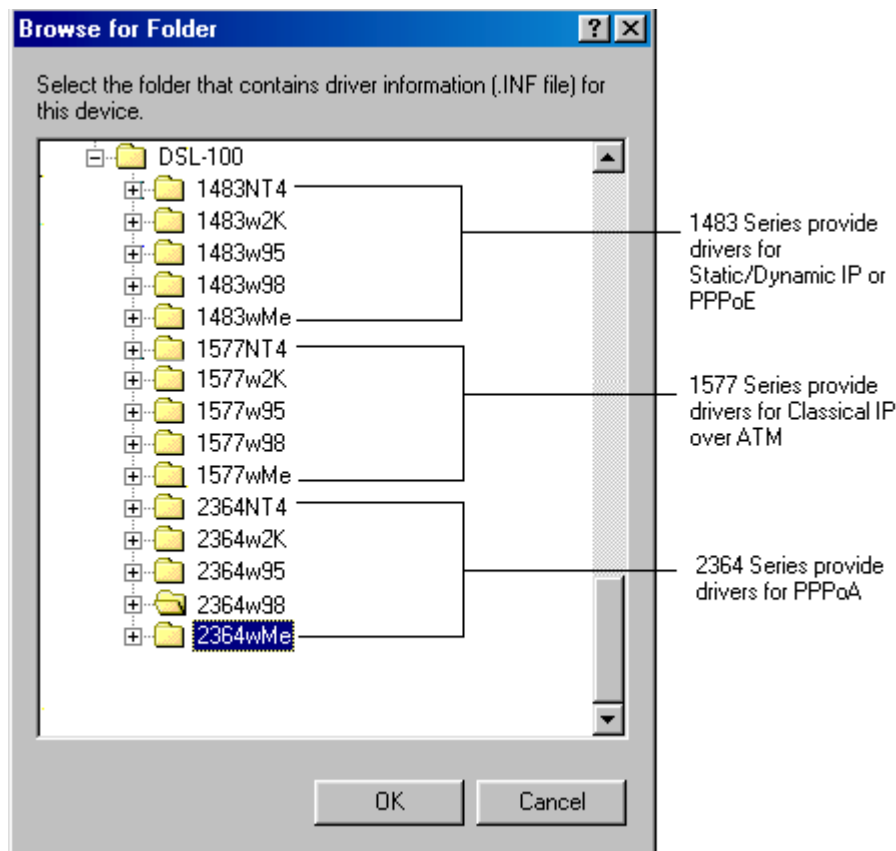 Browse for Folder
Select the folder that contains driver information (.INF file) for
this device.
DSL-100
1483NT4
1483w2K
1483w95
1483w98
1483wMe
1577NT4
1577w2K
1577w95
1577w98
1577wMe
2364NT4
2364w2K
2364w95
2364w98
2364wMe
1483 Series provide
drivers for
Static/Dynamic IP or
PPPoE
1577 Series provide
drivers for Classical IP
over ATM
2364 Series provide
drivers for PPPoA
OK
Cancel